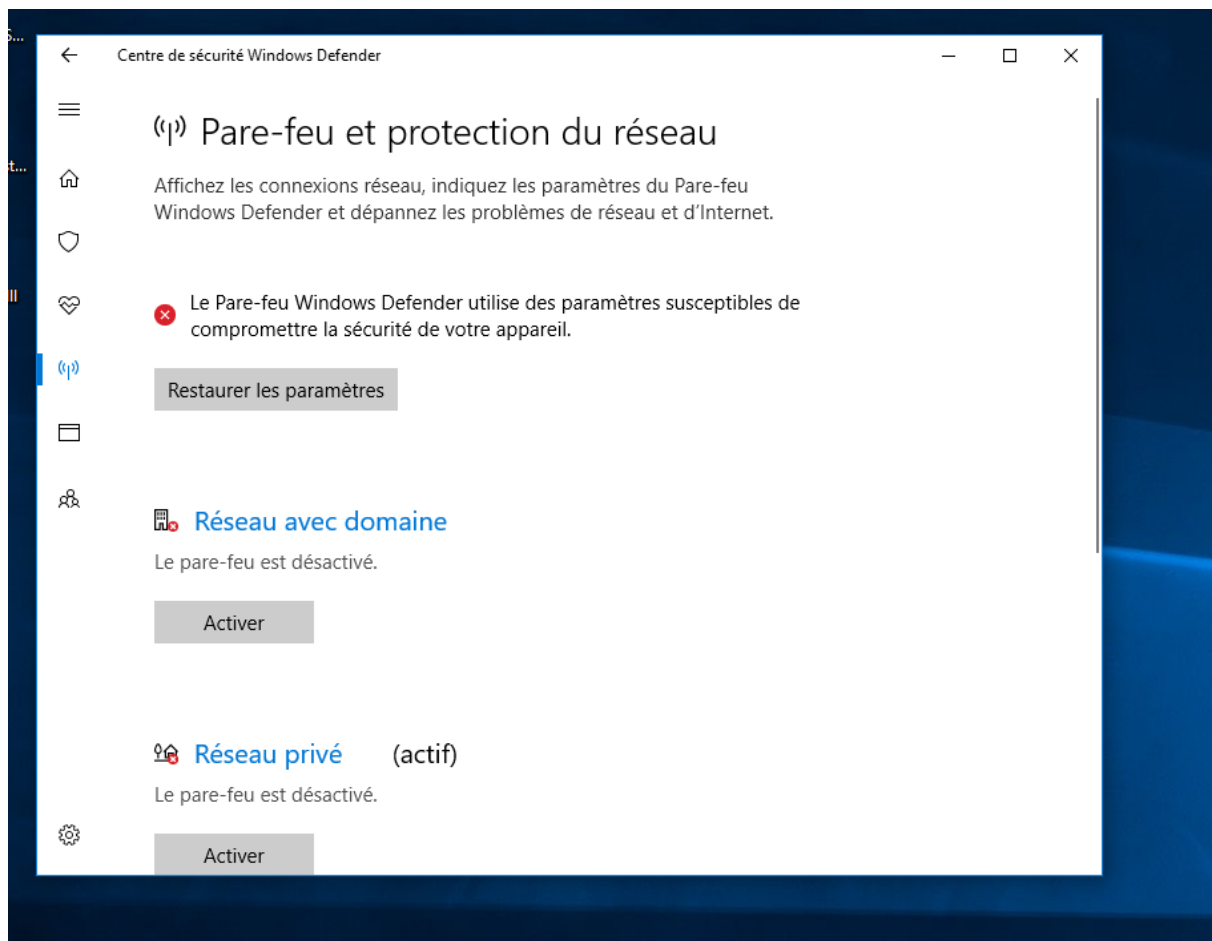 Centre de sécurité Windows Defender
Pare-feu et protection du réseau
Affichez les connexions réseau, indiquez les paramètres du Pare-feu
Windows Defender et dépannez les problèmes de réseau et d’Internet.
Le Pare-feu Windows Defender utilise des paramètres susceptibles de
compromettre la sécurité de votre appareil.
Restaurer les paramètres
Réseau avec domaine
Le pare-feu est désactivé.
Activer
Réseau privé (actif)
Le pare-feu est désactivé.
Activer